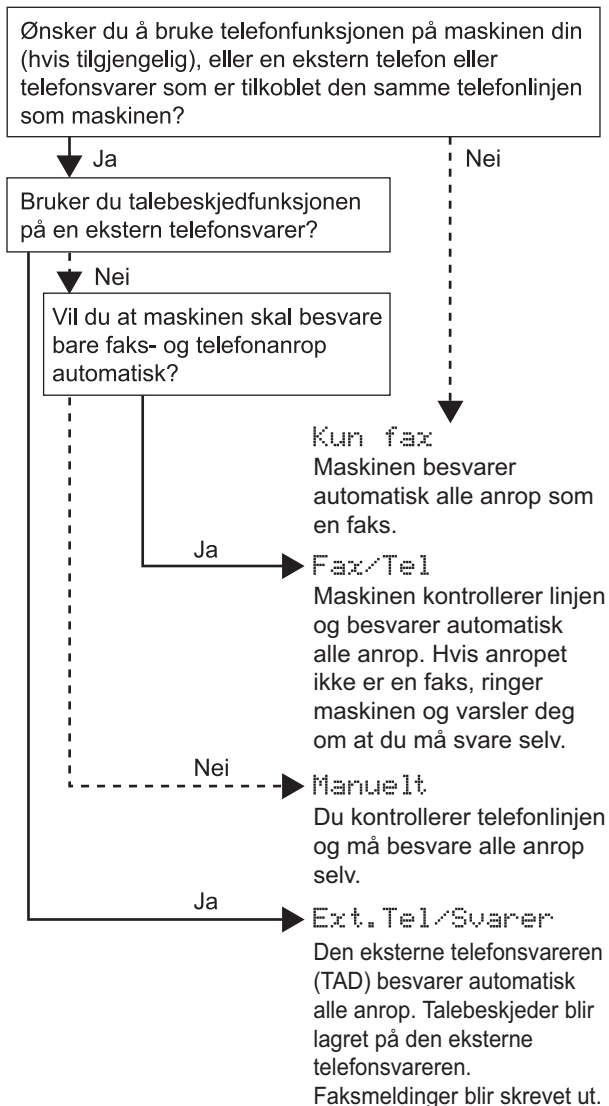 Ønsker du å bruke telefonfunksjonen på maskinen din
(hvis tilgjengelig), eller en ekstern telefon eller
telefonsvarer som er tilkoblet den samme telefonlinjen
som maskinen?
Ja
Nei
Bruker du talebeskjedfunksjonen
på en ekstern telefonsvarer?
Nei
Vil du at maskinen skal besvare
bare faks- og telefonanrop
automatisk?
Kun fax
Maskinen besvarer
automatisk alle anrop som
en faks.
Ja
Fax/Tel
Maskinen kontrollerer linjen
og besvarer automatisk
alle anrop. Hvis anropet
ikke er en faks, ringer
maskinen og varsler deg
om at du må svare selv.
Nei
Manuelt
Du kontrollerer telefonlinjen
og må besvare alle anrop
selv.
Ja
Ext.Tel/Svarer
Den eksterne telefonsvareren
(TAD) besvarer automatisk
alle anrop. Talebeskjeder blir
lagret på den eksterne
telefonsvareren.
Faksmeldinger blir skrevet ut.